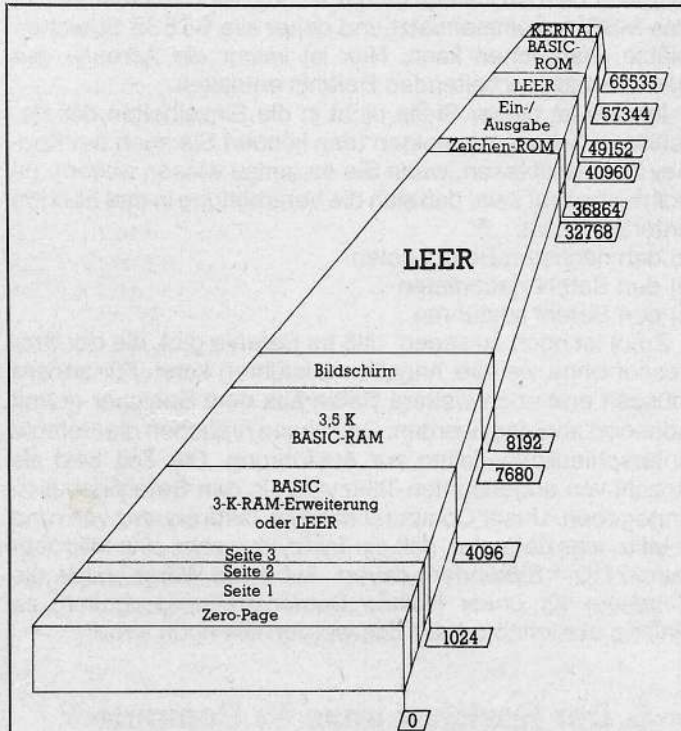 KERNAL
BASIC-
ROM
LEER
Ein-/
Ausgabe
Zeichen-ROM
65535
57344
49152
40960
36864
32768
LEER
Bildschirm
3,5 K
BASIC-RAM
8192
7680
BASIC
3-K-RAM-Erweiterung
oder LEER
4096
Seite 3
Seite 2
Seite 1
Zero-Page
1024
0